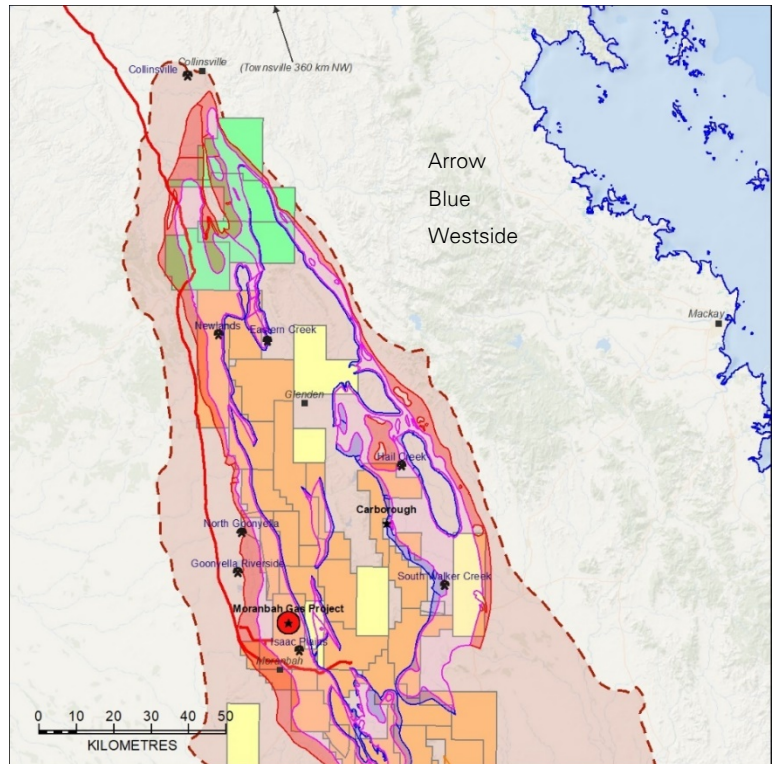 Collinsville
Collinsville
(Townsville 360 km NW)
Arrow
Blue
Westside
Mackay
Newlands
Eastern Creek
Glenden
Hail Creek
Carborough
North Goonyella
Goonyella Riverside
South Walker Creek
Moranbah Gas Project
Isaac Plains
Moranbah
0 10 20 30 40 50
KILOMETRES